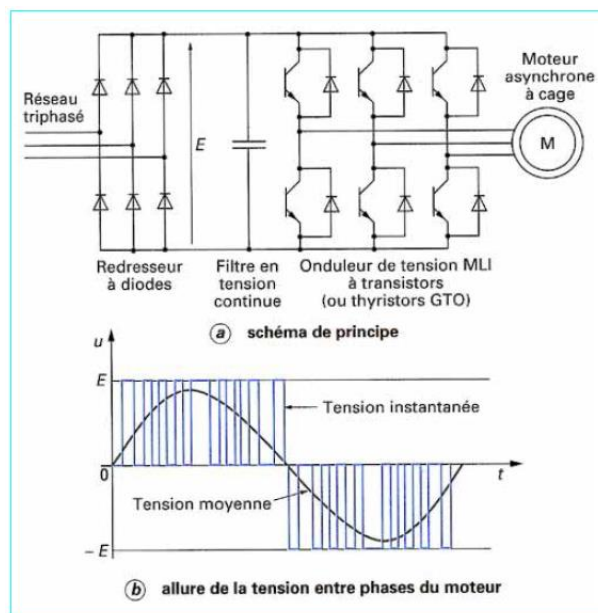 Réseau
triphasé
E
Moteur
asynchrone
à cage
M
Redresseur
à diodes
Filtre en
tension
continue
Onduleur de tension MLI
à transistors
(ou thyristors GTO)
a schéma de principe
u
E
Tension instantanée
0
t
Tension moyenne
– E
b allure de la tension entre phases du moteur